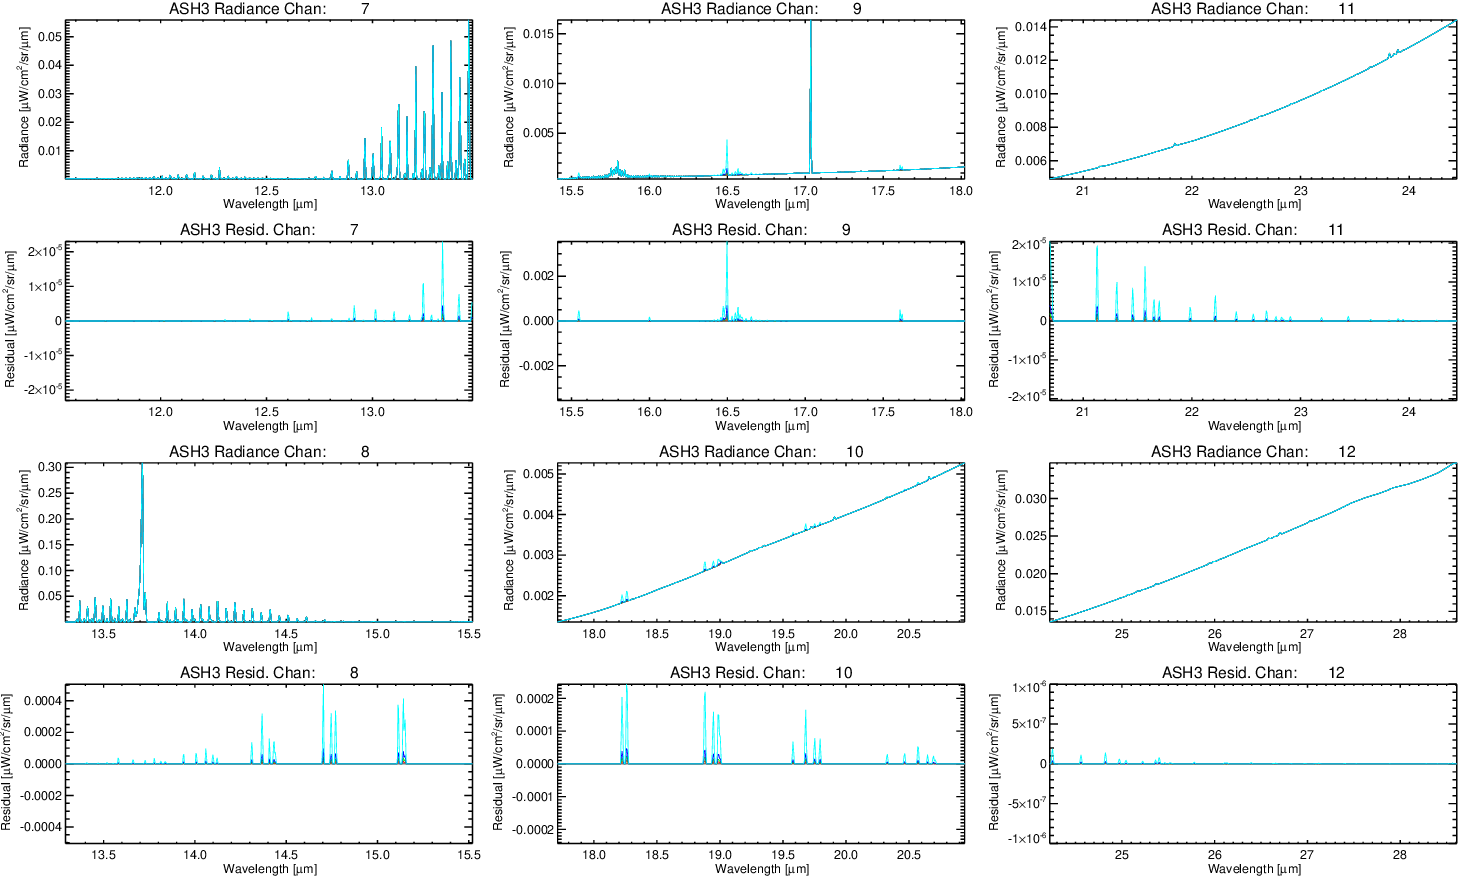 ASH3 Radiance Chan: 7
Radiance [μW/cm²/sr/μm]
0.05
0.04
0.03
0.02
0.01
12.0 12.5 13.0
Wavelength [μm]
ASH3 Radiance Chan: 9
Radiance [μW/cm²/sr/μm]
0.015
0.010
0.005
15.5 16.0 16.5 17.0 17.5 18.0
Wavelength [μm]
ASH3 Radiance Chan: 11
Radiance [μW/cm²/sr/μm]
0.014
0.012
0.010
0.008
0.006
21 22 23 24
Wavelength [μm]
ASH3 Resid. Chan: 7
Residual [μW/cm²/sr/μm]
2×10⁻⁵
1×10⁻⁵
0
-1×10⁻⁵
-2×10⁻⁵
12.0 12.5 13.0
Wavelength [μm]
ASH3 Resid. Chan: 9
Residual [μW/cm²/sr/μm]
0.002
0.000
-0.002
15.5 16.0 16.5 17.0 17.5 18.0
Wavelength [μm]
ASH3 Resid. Chan: 11
Residual [μW/cm²/sr/μm]
2×10⁻⁵
1×10⁻⁵
0
-1×10⁻⁵
-2×10⁻⁵
21 22 23 24
Wavelength [μm]
ASH3 Radiance Chan: 8
Radiance [μW/cm²/sr/μm]
0.30
0.25
0.20
0.15
0.10
0.05
13.5 14.0 14.5 15.0 15.5
Wavelength [μm]
ASH3 Radiance Chan: 10
Radiance [μW/cm²/sr/μm]
0.005
0.004
0.003
0.002
18.0 18.5 19.0 19.5 20.0 20.5
Wavelength [μm]
ASH3 Radiance Chan: 12
Radiance [μW/cm²/sr/μm]
0.030
0.025
0.020
0.015
25 26 27 28
Wavelength [μm]
ASH3 Resid. Chan: 8
Residual [μW/cm²/sr/μm]
0.0004
0.0002
0.0000
-0.0002
-0.0004
13.5 14.0 14.5 15.0 15.5
Wavelength [μm]
ASH3 Resid. Chan: 10
Residual [μW/cm²/sr/μm]
0.0002
0.0001
0.0000
-0.0001
-0.0002
18.0 18.5 19.0 19.5 20.0 20.5
Wavelength [μm]
ASH3 Resid. Chan: 12
Residual [μW/cm²/sr/μm]
1×10⁻⁶
5×10⁻⁷
0
-5×10⁻⁷
-1×10⁻⁶
25 26 27 28
Wavelength [μm]